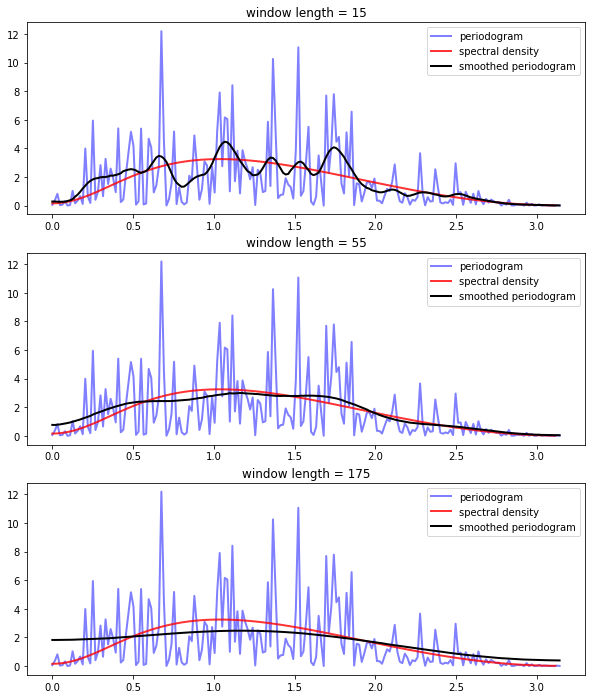 window length = 15
12
10
8
6
4
2
0
periodogram
spectral density
smoothed periodogram
0.0 0.5 1.0 1.5 2.0 2.5 3.0
window length = 55
12
10
8
6
4
2
0
periodogram
spectral density
smoothed periodogram
0.0 0.5 1.0 1.5 2.0 2.5 3.0
window length = 175
12
10
8
6
4
2
0
periodogram
spectral density
smoothed periodogram
0.0 0.5 1.0 1.5 2.0 2.5 3.0